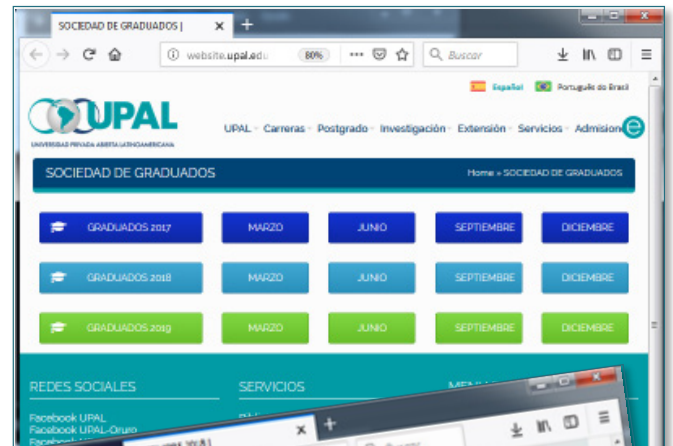 SOCIEDAD DE GRADUADOS |
website.upal.edu
80%
Buscar
Español Português do Brasil
UPAL
UNIVERSIDAD PRIVADA ABIERTA LATINOAMERICANA
UPAL Carreras Postgrado Investigación Extensión Servicios Admision
SOCIEDAD DE GRADUADOS
Home » SOCIEDAD DE GRADUADOS
GRADUADOS 2017 MARZO JUNIO SEPTIEMBRE DICIEMBRE
GRADUADOS 2018 MARZO JUNIO SEPTIEMBRE DICIEMBRE
GRADUADOS 2019 MARZO JUNIO SEPTIEMBRE DICIEMBRE
REDES SOCIALES SERVICIOS
Facebook UPAL
Facebook UPAL-Oruro
Facebook